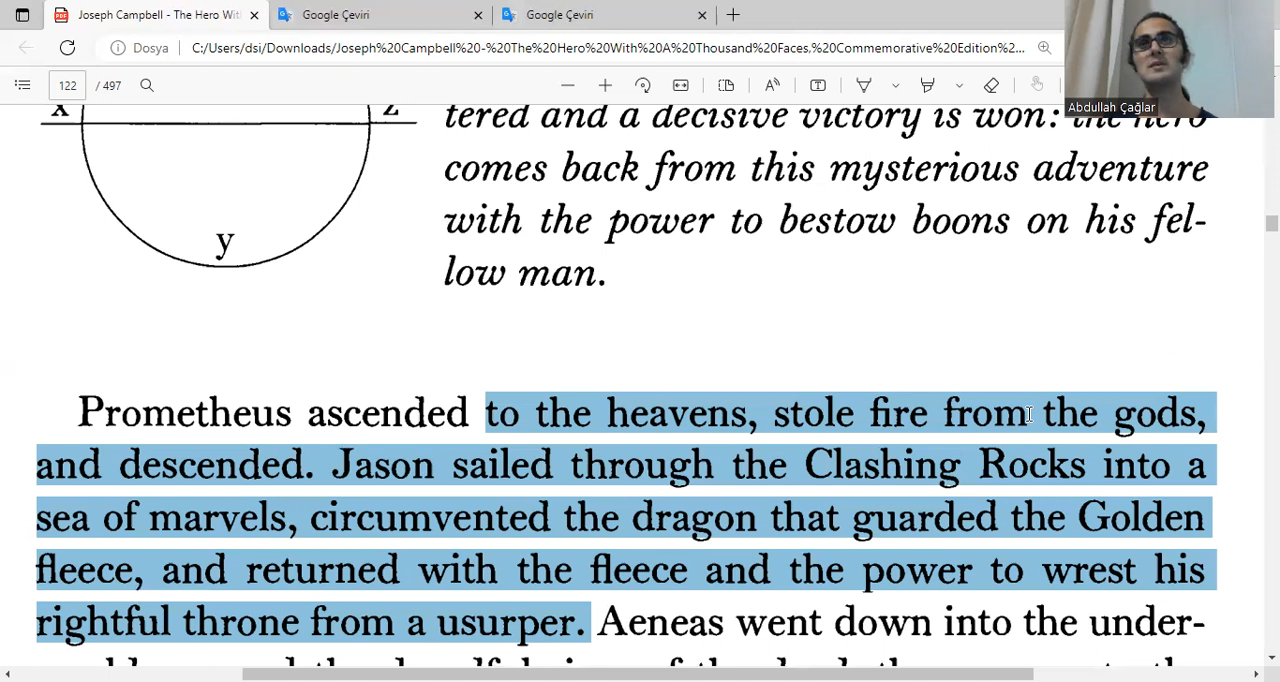 Joseph Campbell - The Hero Wit
Google Çeviri
Google Çeviri
Dosya
C:/Users/dsi/Downloads/Joseph%20Campbell%20-%20The%20Hero%20With%20A%20Thousand%20Faces,%20Commemorative%20Edition%2...
122 / 497
Abdullah Çağlar
x
z
y
tered and a decisive victory is won: the hero
comes back from this mysterious adventure
with the power to bestow boons on his fel-
low man.
Prometheus ascended to the heavens, stole fire from the gods,
and descended. Jason sailed through the Clashing Rocks into a
sea of marvels, circumvented the dragon that guarded the Golden
fleece, and returned with the fleece and the power to wrest his
rightful throne from a usurper. Aeneas went down into the under-